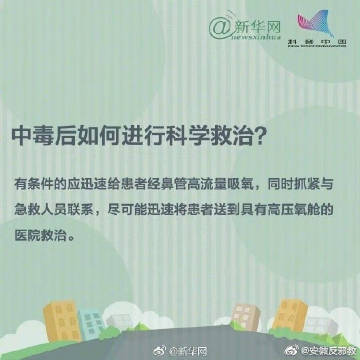 @新华网
newsxinhua
科普中国
中毒后如何进行科学救治?
有条件的应迅速给患者经鼻管高流量吸氧，同时抓紧与
急救人员联系，尽可能迅速将患者送到具有高压氧舱的
医院救治。
@新华网
@安徽反邪教